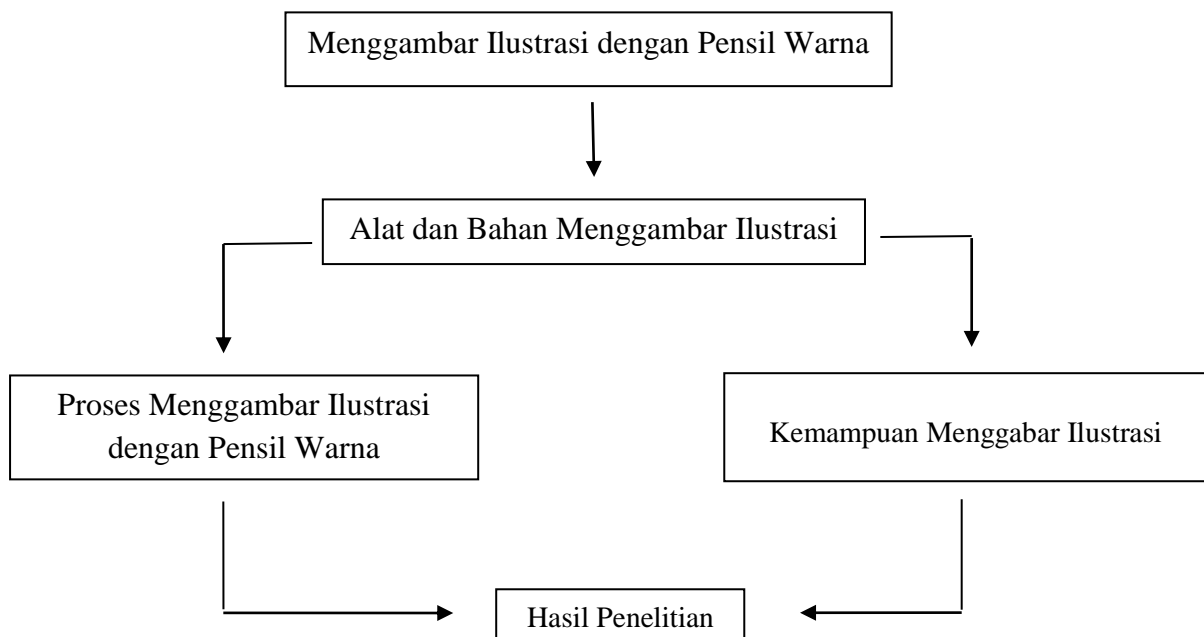 Menggambar Ilustrasi dengan Pensil Warna
Alat dan Bahan Menggambar Ilustrasi
Proses Menggambar Ilustrasi
dengan Pensil Warna
Kemampuan Menggabar Ilustrasi
Hasil Penelitian